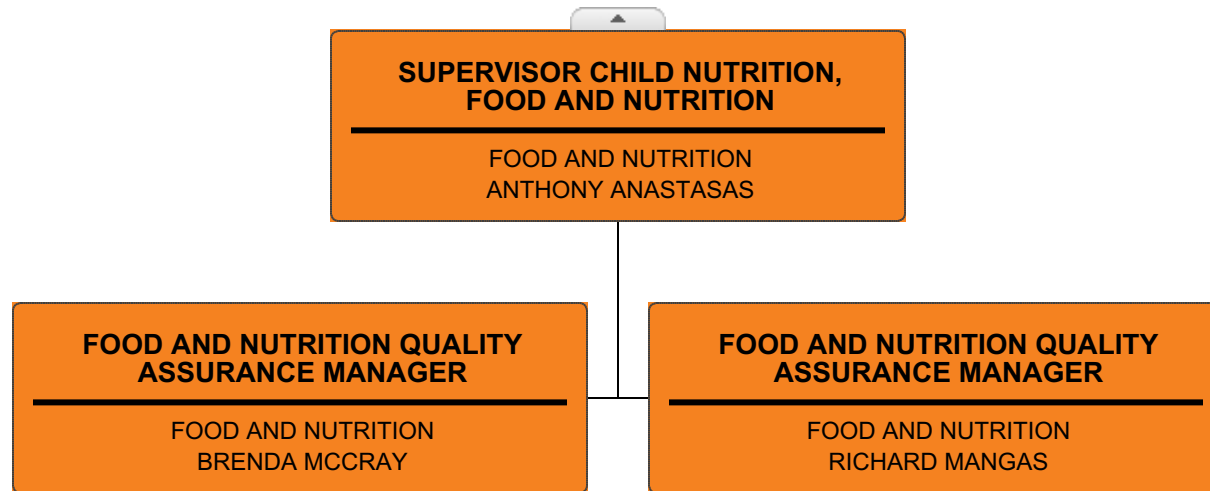 SUPERVISOR CHILD NUTRITION,
FOOD AND NUTRITION
FOOD AND NUTRITION
ANTHONY ANASTASAS
FOOD AND NUTRITION QUALITY
ASSURANCE MANAGER
FOOD AND NUTRITION
BRENDA MCCRAY
FOOD AND NUTRITION QUALITY
ASSURANCE MANAGER
FOOD AND NUTRITION
RICHARD MANGAS